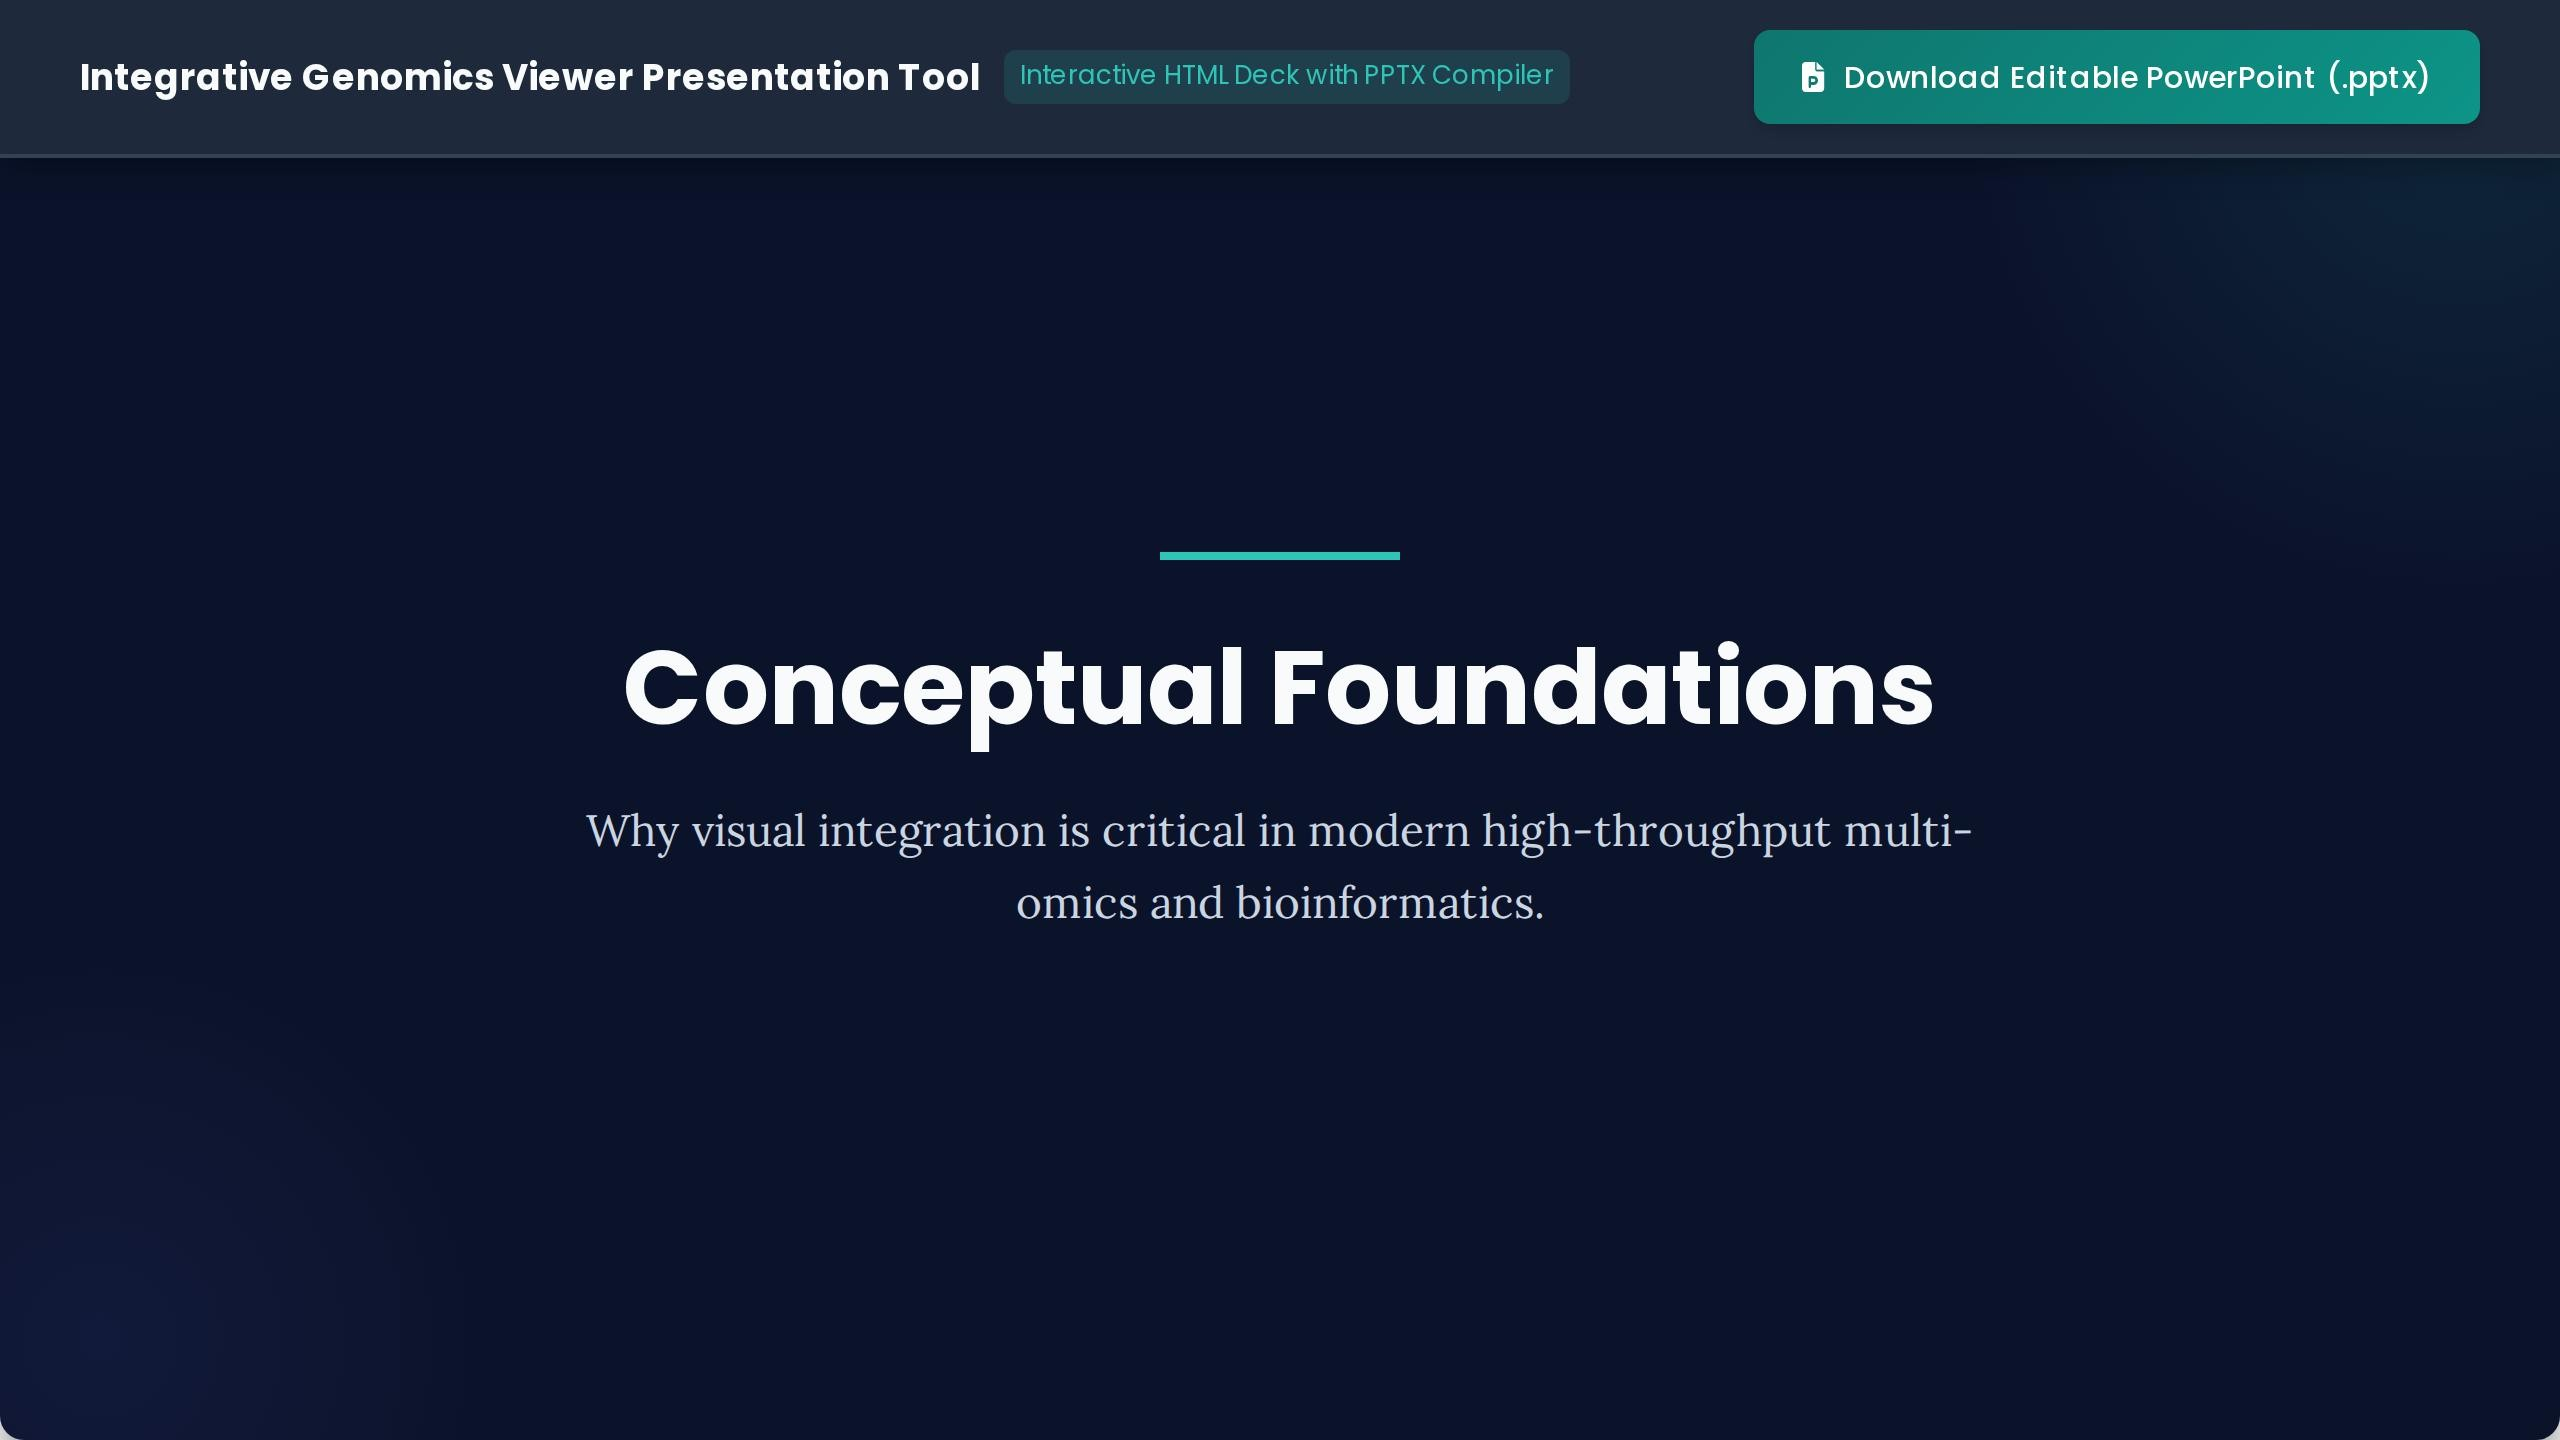 Integrative Genomics Viewer Presentation Tool
Interactive HTML Deck with PPTX Compiler
Download Editable PowerPoint (.pptx)
Conceptual Foundations
Why visual integration is critical in modern high-throughput multi-
omics and bioinformatics.